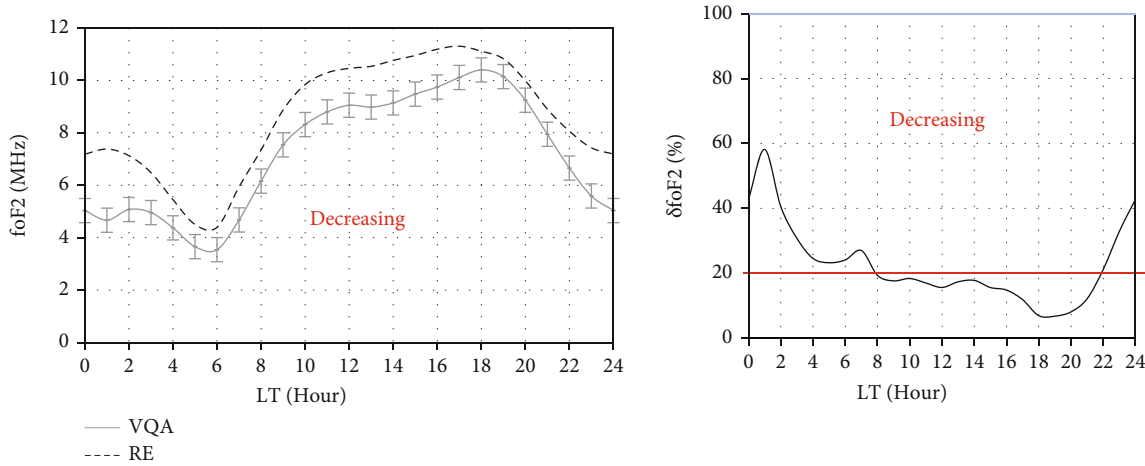 12
10
8
6
4
2
0
foF2 (MHz)
Decreasing
0 2 4 6 8 10 12 14 16 18 20 22 24
LT (Hour)
VQA
RE
100
80
60
40
20
0
δfoF2 (%)
Decreasing
0 2 4 6 8 10 12 14 16 18 20 22 24
LT (Hour)